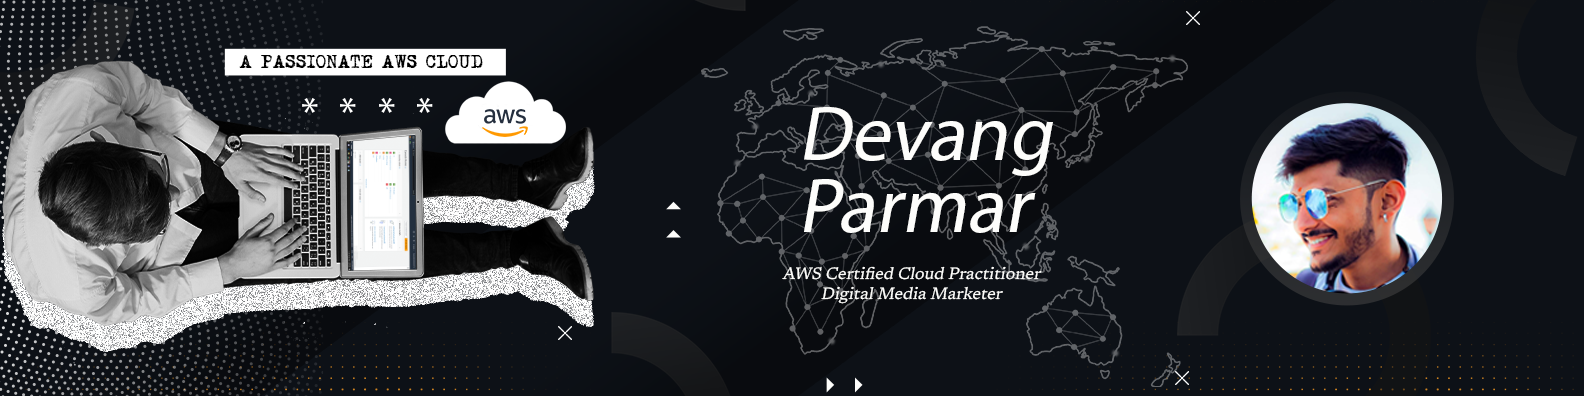 A PASSIONATE AWS CLOUD
****
aws
Devang
Parmar
AWS Certified Cloud Practitioner
Digital Media Marketer